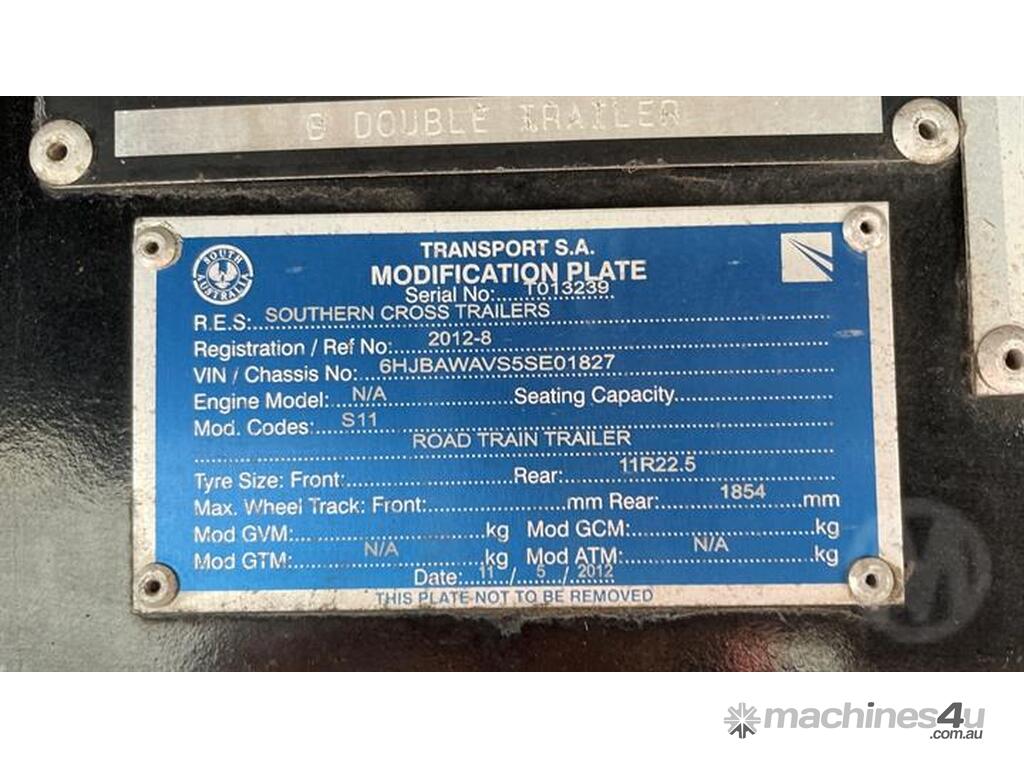 B DOUBLE TRAILER
SOUTH AUSTRALIA
TRANSPORT S.A.
MODIFICATION PLATE
Serial No: T013239
R.E.S: SOUTHERN CROSS TRAILERS
Registration / Ref No: 2012-8
VIN / Chassis No: 6HJBAWAVS5SE01827
Engine Model: N/A Seating Capacity
Mod. Codes: S11
ROAD TRAIN TRAILER
Tyre Size: Front: Rear: 11R22.5
Max. Wheel Track: Front: mm Rear: 1854 mm
Mod GVM: kg Mod GCM: kg
Mod GTM: N/A kg Mod ATM: N/A kg
Date: 11 / 5 / 2012
THIS PLATE NOT TO BE REMOVED
machines4u
.com.au